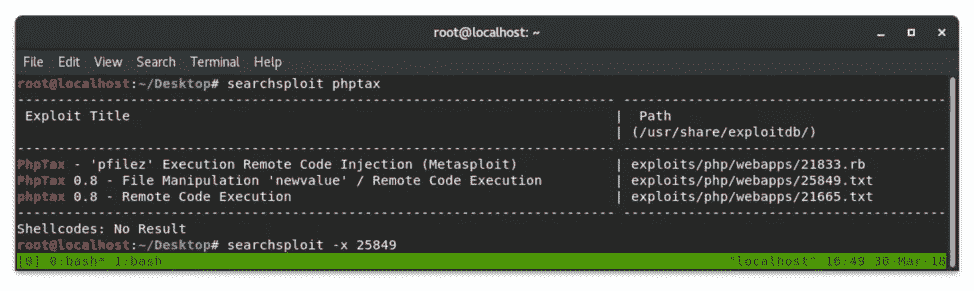 root@localhost: ~
File Edit View Search Terminal Help
root@localhost:~/Desktop# searchsploit phptax
--------------------------------------------------------------------------- ----------------------------------------
Exploit Title | Path
| (/usr/share/exploitdb/)
--------------------------------------------------------------------------- ----------------------------------------
PhpTax - 'pfilez' Execution Remote Code Injection (Metasploit) | exploits/php/webapps/21833.rb
PhpTax 0.8 - File Manipulation 'newvalue' / Remote Code Execution | exploits/php/webapps/25849.txt
phptax 0.8 - Remote Code Execution | exploits/php/webapps/21665.txt
--------------------------------------------------------------------------- ----------------------------------------
Shellcodes: No Result
root@localhost:~/Desktop# searchsploit -x 25849
[0] 0:bash* 1:bash "localhost" 16:49 30-Mar-18